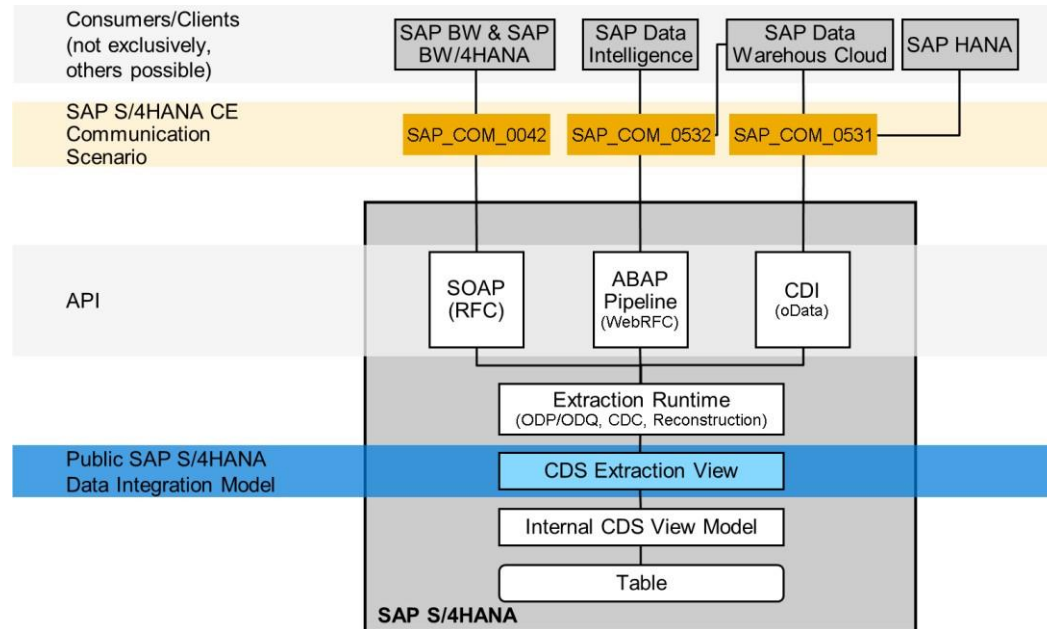 Consumers/Clients
(not exclusively,
others possible)
SAP BW & SAP
BW/4HANA
SAP Data
Intelligence
SAP Data
Warehous Cloud
SAP HANA
SAP S/4HANA CE
Communication
Scenario
SAP_COM_0042
SAP_COM_0532
SAP_COM_0531
API
SOAP
(RFC)
ABAP
Pipeline
(WebRFC)
CDI
(oData)
Extraction Runtime
(ODP/ODQ, CDC, Reconstruction)
Public SAP S/4HANA
Data Integration Model
CDS Extraction View
Internal CDS View Model
Table
SAP S/4HANA